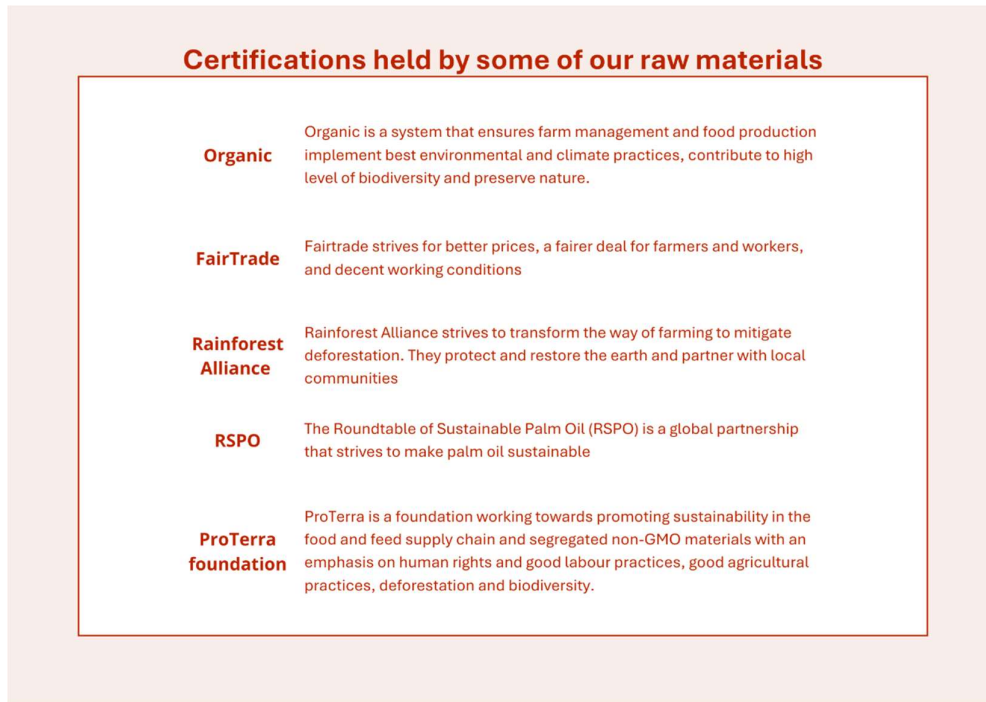 Certifications held by some of our raw materials
Organic
Organic is a system that ensures farm management and food production
implement best environmental and climate practices, contribute to high
level of biodiversity and preserve nature.
FairTrade
Fairtrade strives for better prices, a fairer deal for farmers and workers,
and decent working conditions
Rainforest
Alliance
Rainforest Alliance strives to transform the way of farming to mitigate
deforestation. They protect and restore the earth and partner with local
communities
RSPO
The Roundtable of Sustainable Palm Oil (RSPO) is a global partnership
that strives to make palm oil sustainable
ProTerra
foundation
ProTerra is a foundation working towards promoting sustainability in the
food and feed supply chain and segregated non-GMO materials with an
emphasis on human rights and good labour practices, good agricultural
practices, deforestation and biodiversity.